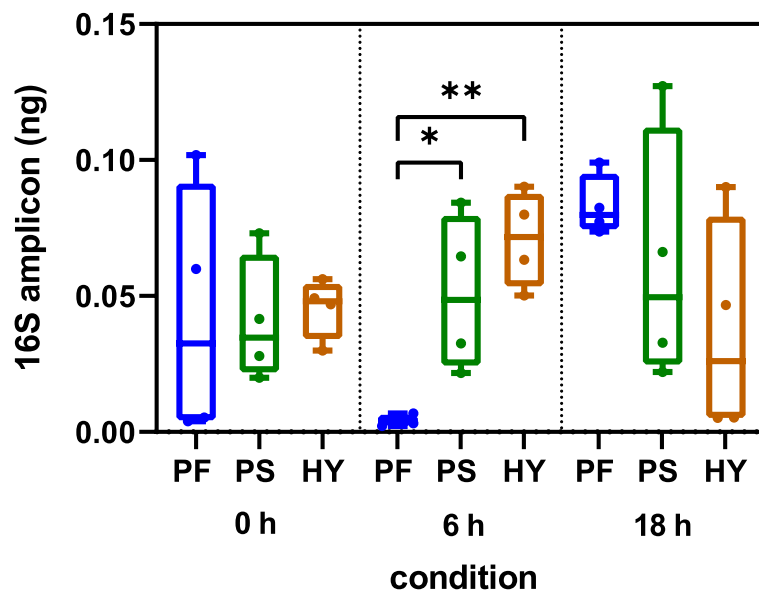 0.15
0.10
0.05
0.00
16S amplicon (ng)
**
*
PF PS HY PF PS HY PF PS HY
0 h 6 h 18 h
condition